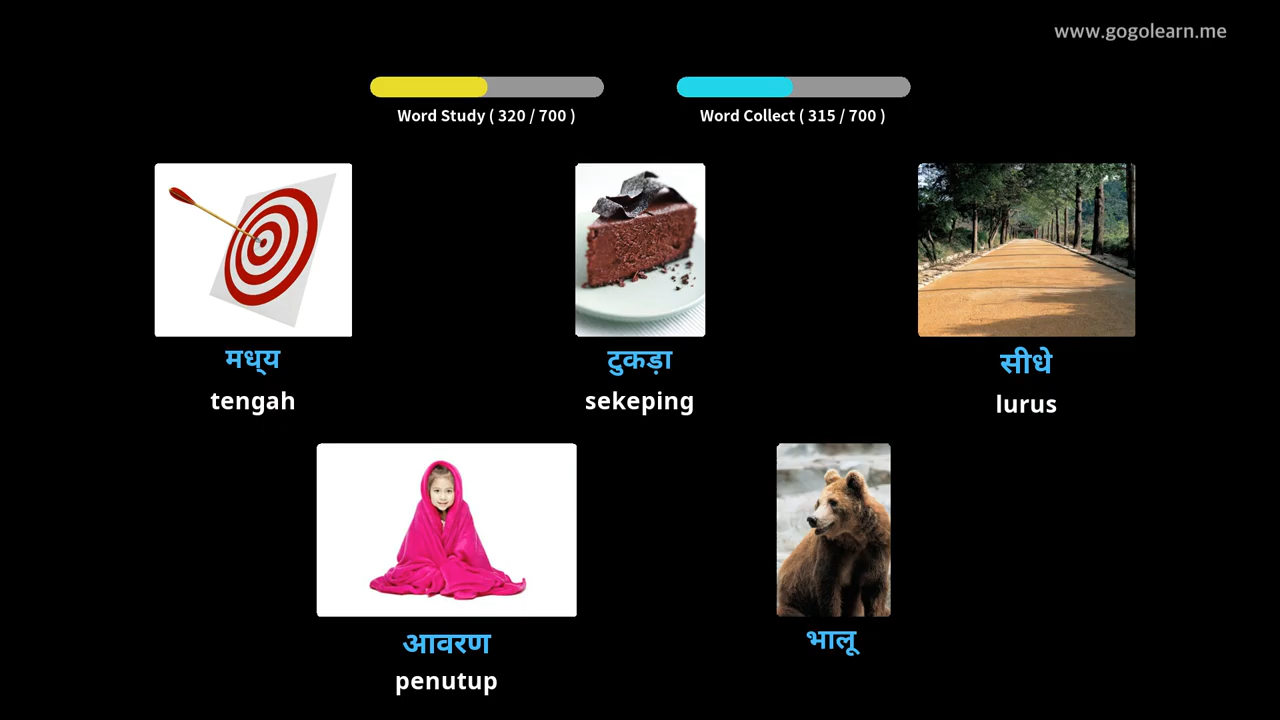 www.gogolearn.me
Word Study ( 320 / 700 )
Word Collect ( 315 / 700 )
मध्य
tengah
टुकड़ा
sekeping
सीधे
lurus
आवरण
penutup
भालू